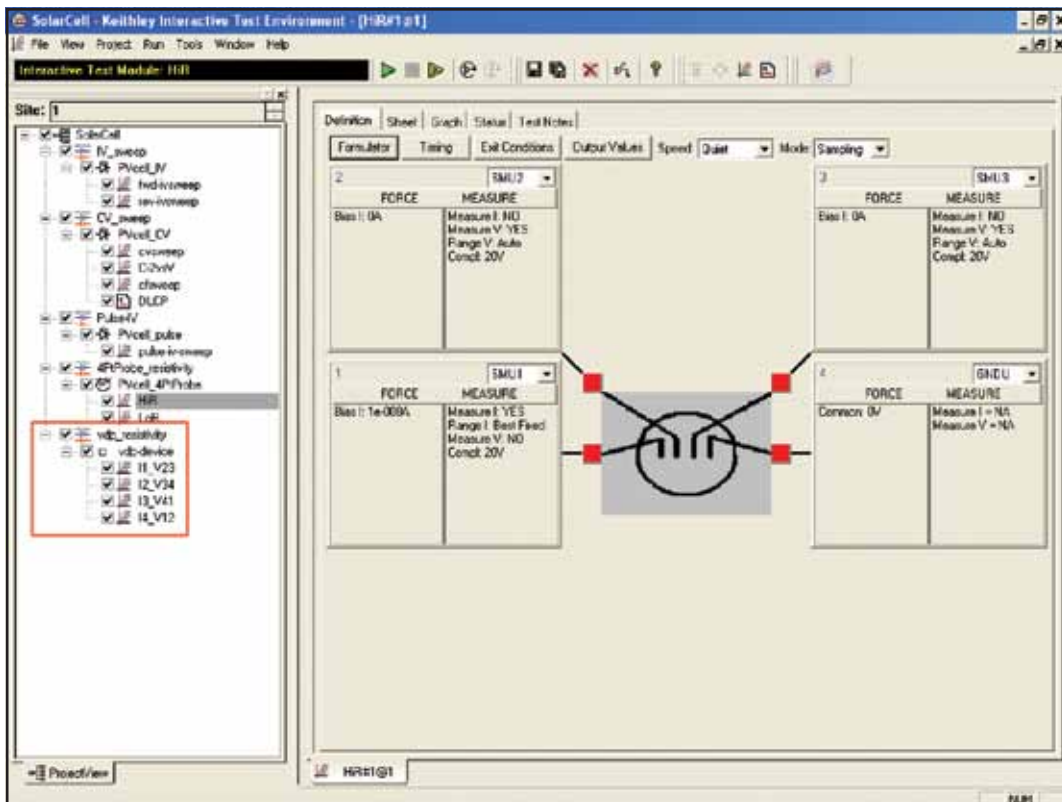 SolarCell - Keithley Interactive Test Environment - [HiR#1@1]
File View Project Run Tools Window Help
Interactive Test Module: HiR
Site: 1
SolarCell
IV_sweep
PVcell_IV
fwd-ivsweep
rev-ivsweep
CV_sweep
PVcell_CV
cvsweep
C-2vsV
cfsweep
DLCP
Pulse-IV
PVcell_pulse
pulse-iv-sweep
4PtProbe_resistivity
PVcell_4PtProbe
HiR
LoR
vdp_resistivity
vdp-device
I1_V23
I2_V34
I3_V41
I4_V12
ProjectView
Definition Sheet Graph Status Test Notes
Formulator Timing Exit Conditions Output Values Speed: Quiet Mode: Sampling
2 SMU2
FORCE MEASURE
Bias I: 0A
Measure I: NO
Measure V: YES
Range V: Auto
Compl: 20V
3 SMU3
FORCE MEASURE
Bias I: 0A
Measure I: NO
Measure V: YES
Range V: Auto
Compl: 20V
1 SMU1
FORCE MEASURE
Bias I:
Measure I: YES
Range I: Best Fixed
Measure V: NO
Compl: 20V
4 GNDU
FORCE MEASURE
Common: 0V
Measure I = NA
Measure V = NA
HiR#1@1
NUM